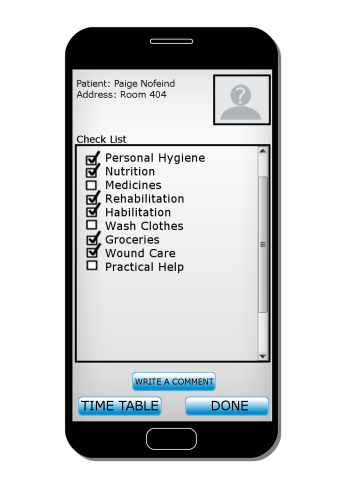 Patient: Paige Nofeind
Address: Room 404
?
Check List
Personal Hygiene
Nutrition
Medicines
Rehabilitation
Habilitation
Wash Clothes
Groceries
Wound Care
Practical Help
WRITE A COMMENT
TIME TABLE
DONE